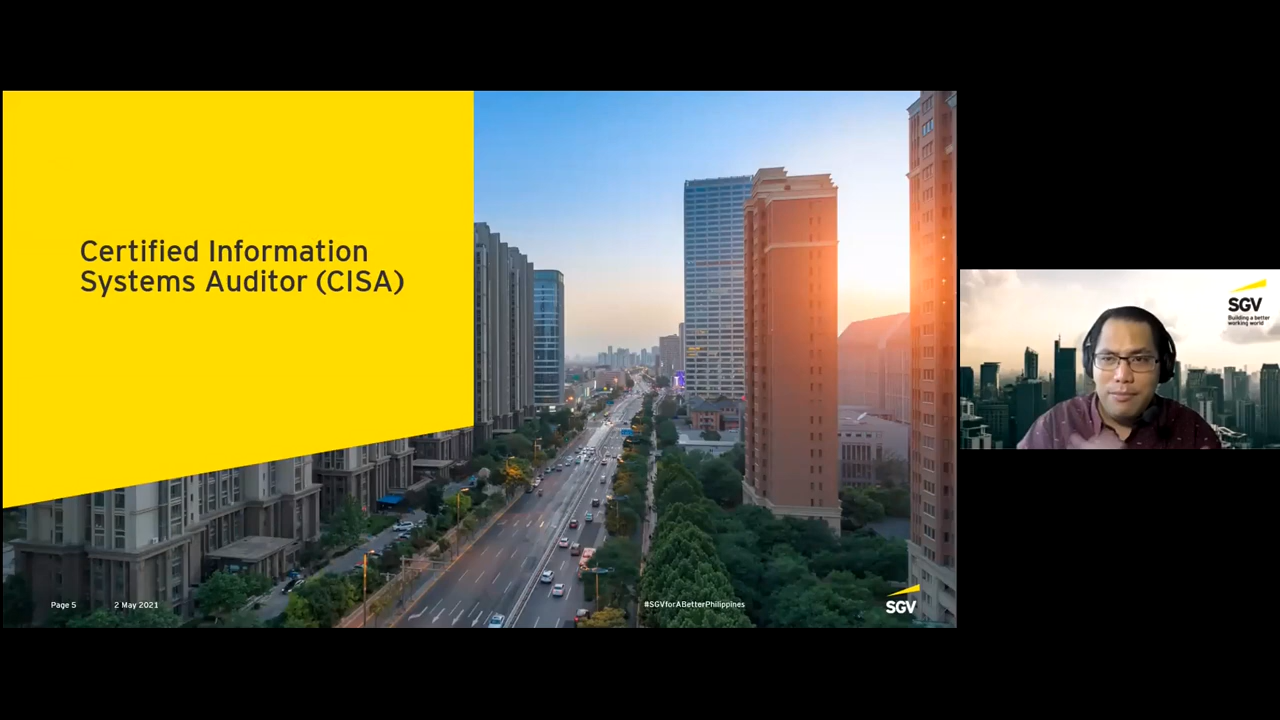 Certified Information
Systems Auditor (CISA)
Page 5
2 May 2021
#SGVforABetterPhilippines
SGV
SGV
Building a better
working world